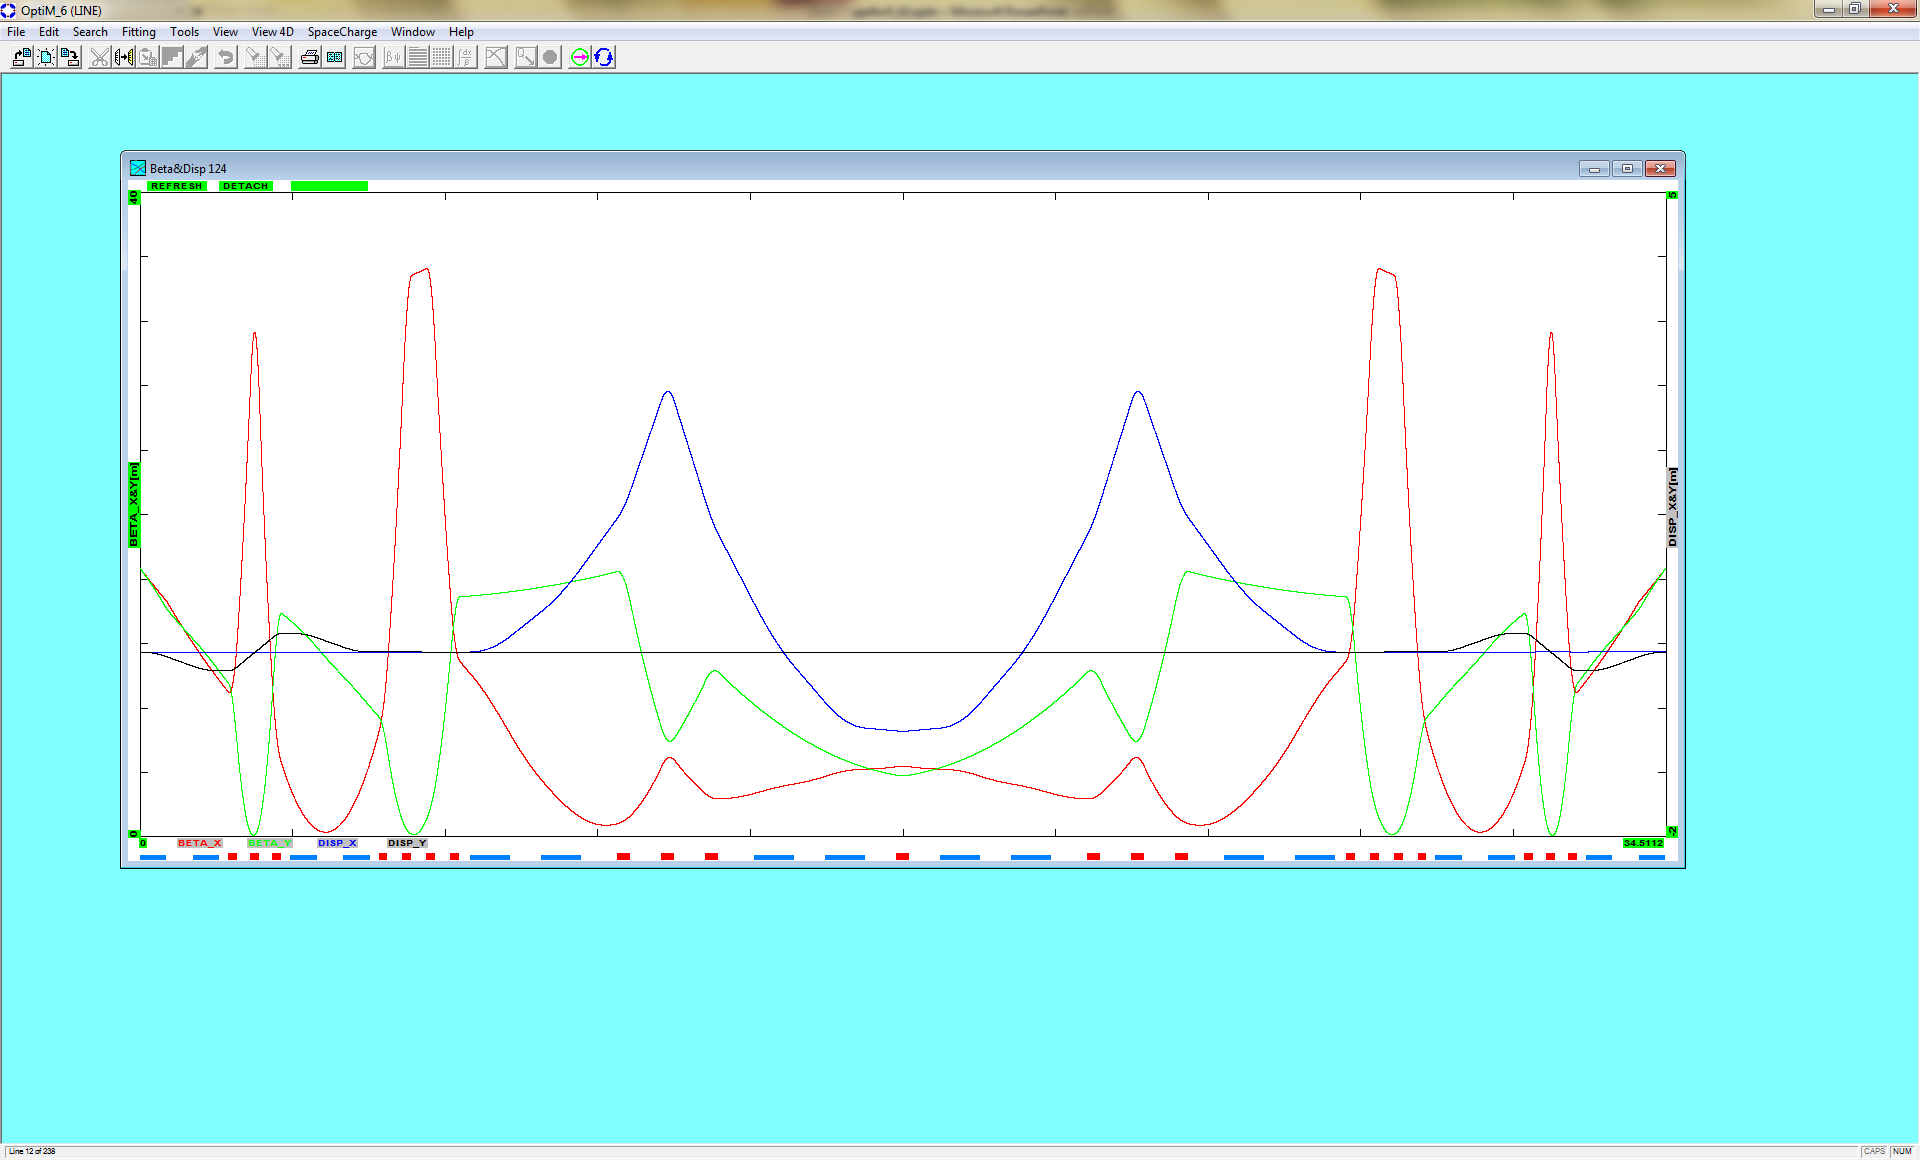 OptiM_6 (LINE)
File Edit Search Fitting Tools View View 4D SpaceCharge Window Help
Beta&Disp 124
REFRESH DETACH
40
5
BETA_X&Y[m]
DISP_X&Y[m]
0
-2
0 BETA_X BETA_Y DISP_X DISP_Y 34.5112
Line 12 of 238
CAPS NUM